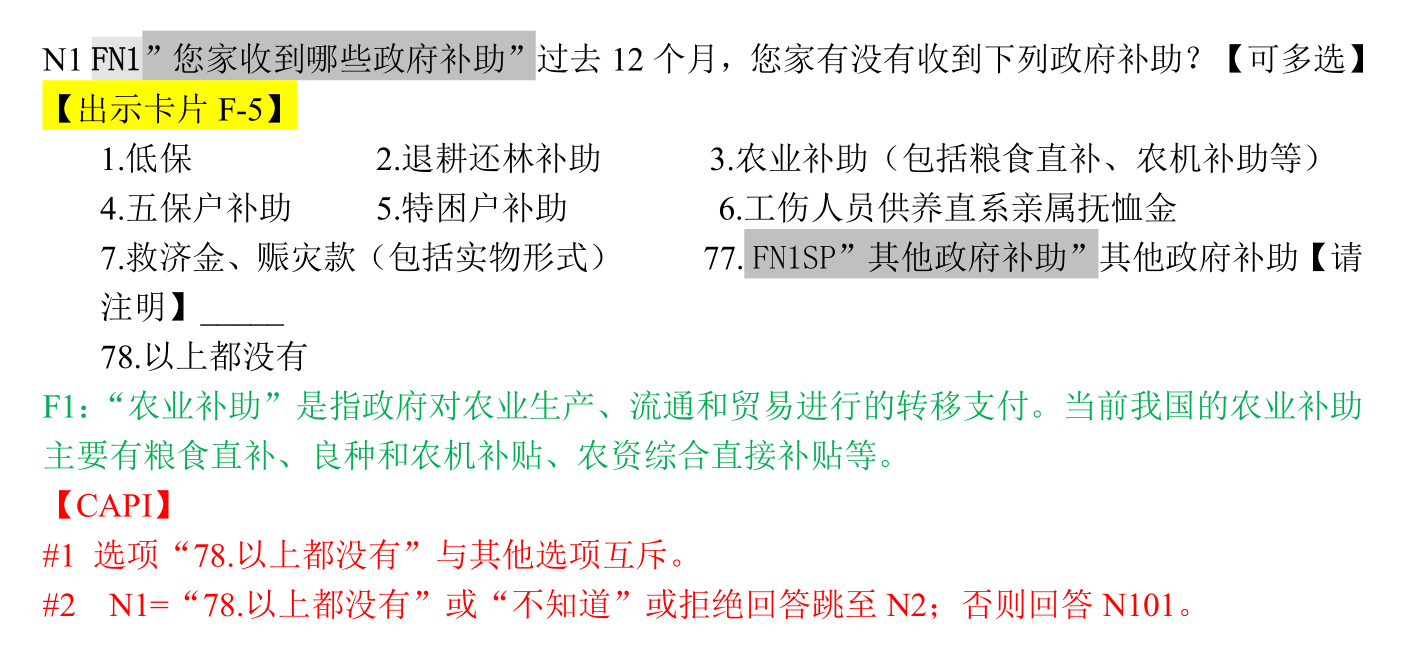 N1 FN1”您家收到哪些政府补助”过去 12 个月，您家有没有收到下列政府补助？【可多选】
【出示卡片 F-5】
1.低保 2.退耕还林补助 3.农业补助（包括粮食直补、农机补助等）
4.五保户补助 5.特困户补助 6.工伤人员供养直系亲属抚恤金
7.救济金、赈灾款（包括实物形式） 77. FN1SP”其他政府补助”其他政府补助【请
注明】_____
78.以上都没有
F1：“农业补助”是指政府对农业生产、流通和贸易进行的转移支付。当前我国的农业补助
主要有粮食直补、良种和农机补贴、农资综合直接补贴等。
【CAPI】
#1 选项“78.以上都没有”与其他选项互斥。
#2 N1=“78.以上都没有”或“不知道”或拒绝回答跳至 N2；否则回答 N101。